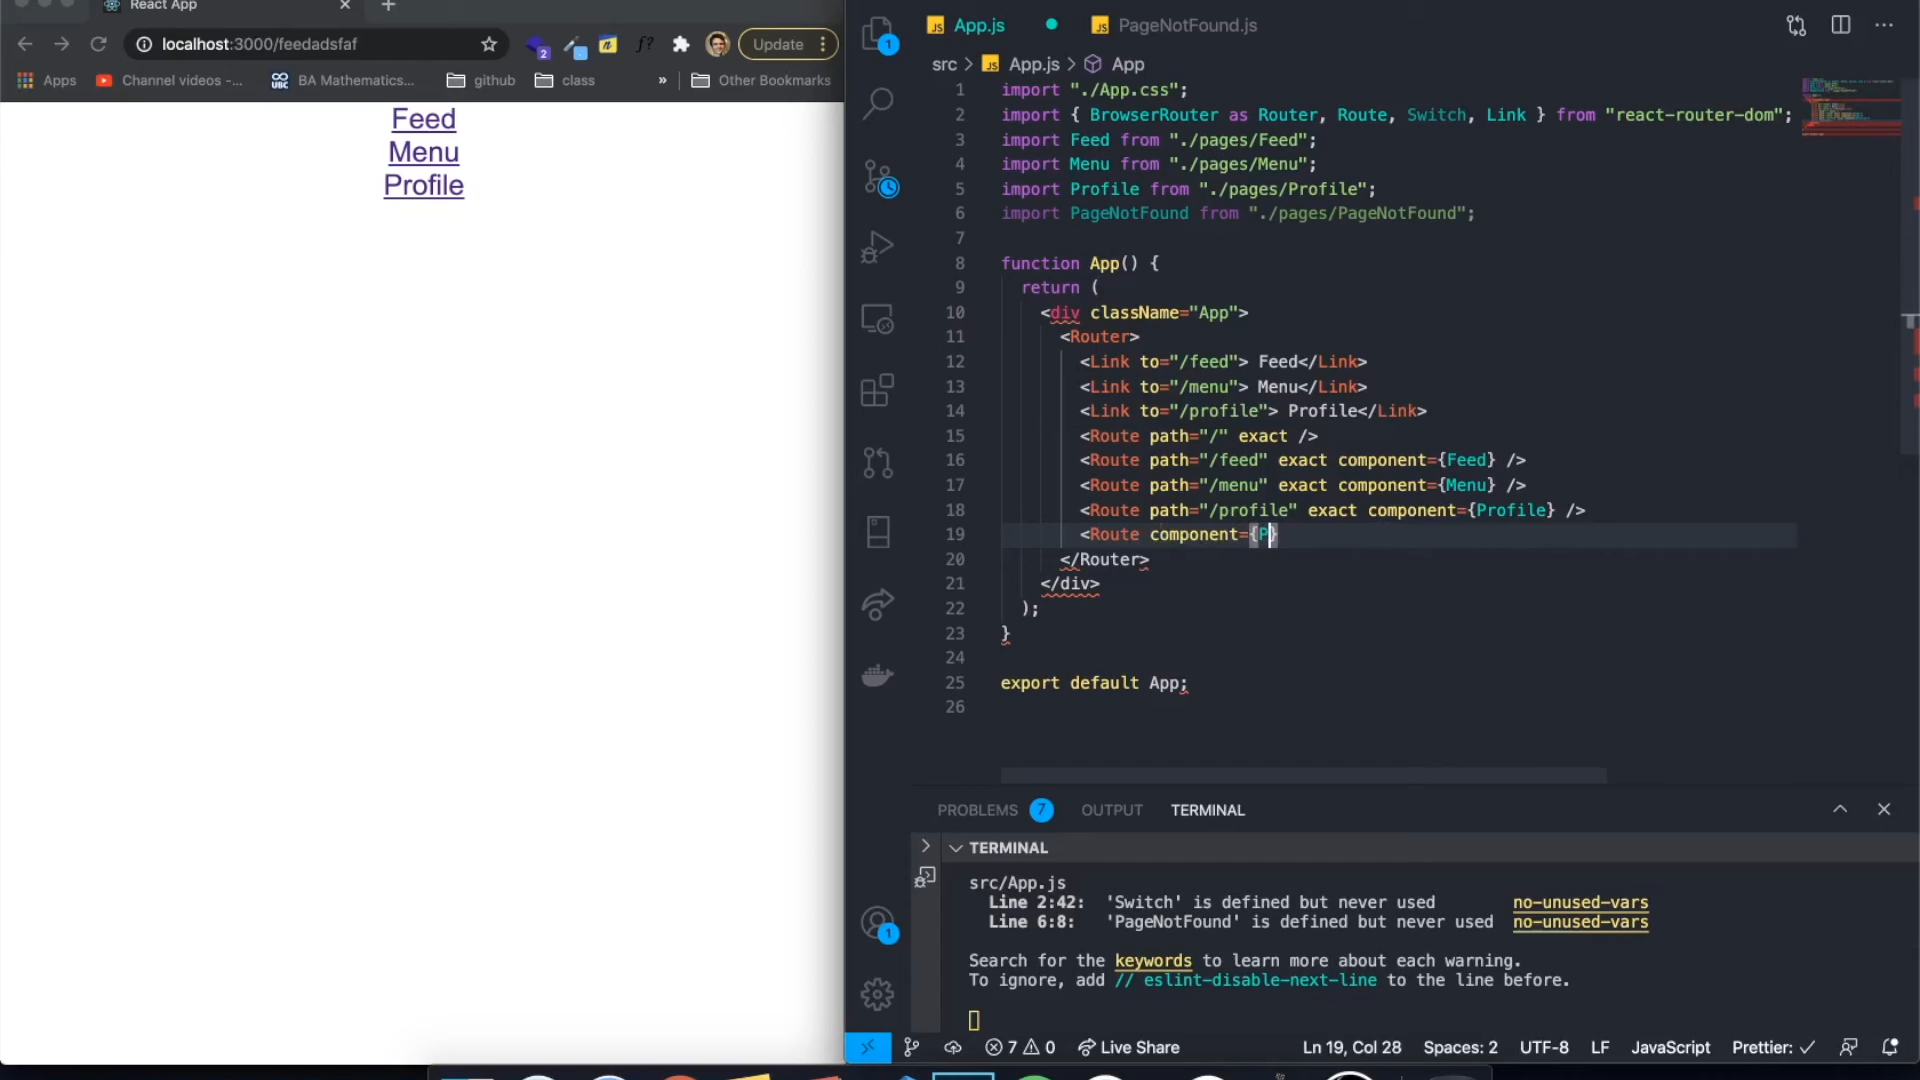 React App
localhost:3000/feedadsfaf
2
f?
Update
Apps
Channel videos -...
UBC
BA Mathematics...
github
class
»
Other Bookmarks
Feed
Menu
Profile
1
1
JS App.js
JS PageNotFound.js
src > JS App.js > App
1 import "./App.css";
2 import { BrowserRouter as Router, Route, Switch, Link } from "react-router-dom";
3 import Feed from "./pages/Feed";
4 import Menu from "./pages/Menu";
5 import Profile from "./pages/Profile";
6 import PageNotFound from "./pages/PageNotFound";
7
8 function App() {
9 return (
10 <div className="App">
11 <Router>
12 <Link to="/feed"> Feed</Link>
13 <Link to="/menu"> Menu</Link>
14 <Link to="/profile"> Profile</Link>
15 <Route path="/" exact />
16 <Route path="/feed" exact component={Feed} />
17 <Route path="/menu" exact component={Menu} />
18 <Route path="/profile" exact component={Profile} />
19 <Route component={P}
20 </Router>
21 </div>
22 );
23 }
24
25 export default App;
26
PROBLEMS 7 OUTPUT TERMINAL
TERMINAL
src/App.js
Line 2:42: 'Switch' is defined but never used no-unused-vars
Line 6:8: 'PageNotFound' is defined but never used no-unused-vars
Search for the keywords to learn more about each warning.
To ignore, add // eslint-disable-next-line to the line before.
7 0 Live Share
Ln 19, Col 28 Spaces: 2 UTF-8 LF JavaScript Prettier: ✓